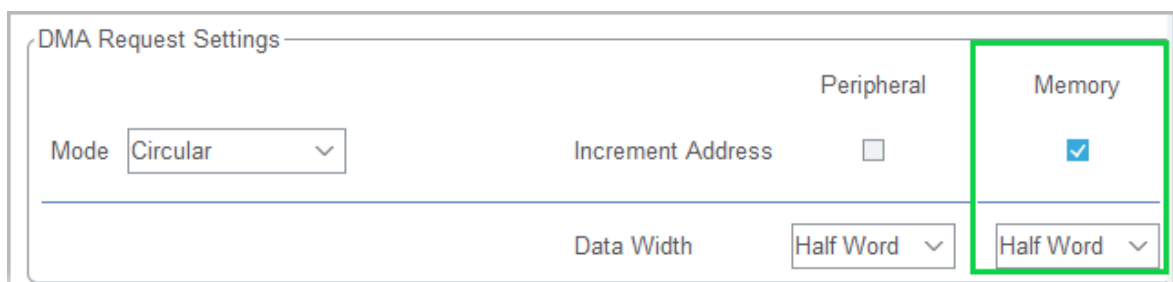 DMA Request Settings
Peripheral Memory
Mode Circular Increment Address
Data Width Half Word Half Word